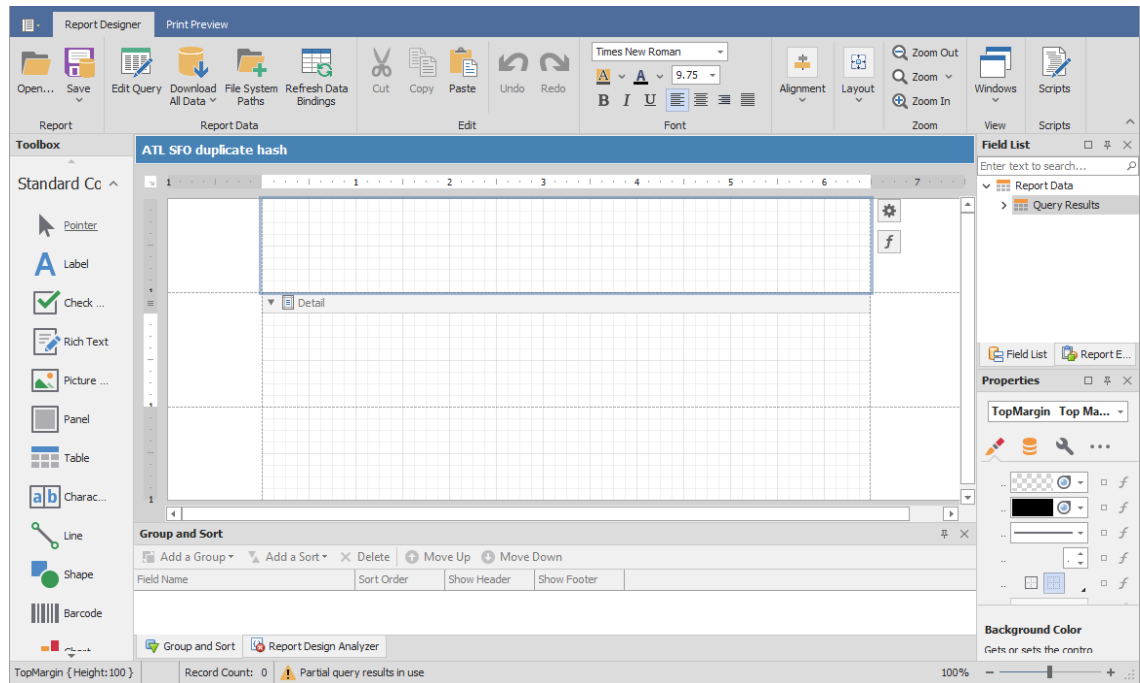 Report Designer
Print Preview
Open...
Save
Edit Query
Download
All Data
File System
Paths
Refresh Data
Bindings
Cut
Copy
Paste
Undo
Redo
Times New Roman
A
A
9.75
B I U
Alignment
Layout
Zoom Out
Zoom
Zoom In
Windows
Scripts
Report
Report Data
Edit
Font
Zoom
View
Scripts
Toolbox
Standard Co
Pointer
A Label
Check ...
Rich Text
Picture ...
Panel
Table
ab Charac...
Line
Shape
Barcode
ATL SFO duplicate hash
1 1 2 3 4 5 6 7
f
Detail
1
1
1
Group and Sort
Add a Group
Add a Sort
Delete
Move Up
Move Down
Field Name
Sort Order
Show Header
Show Footer
Group and Sort
Report Design Analyzer
Field List
Enter text to search...
Report Data
Query Results
Field List
Report E...
Properties
TopMargin Top Ma...
.. f
.. f
.. f
.. f
.. f
Background Color
Gets or sets the contro
TopMargin { Height:100 }
Record Count: 0
Partial query results in use
100%